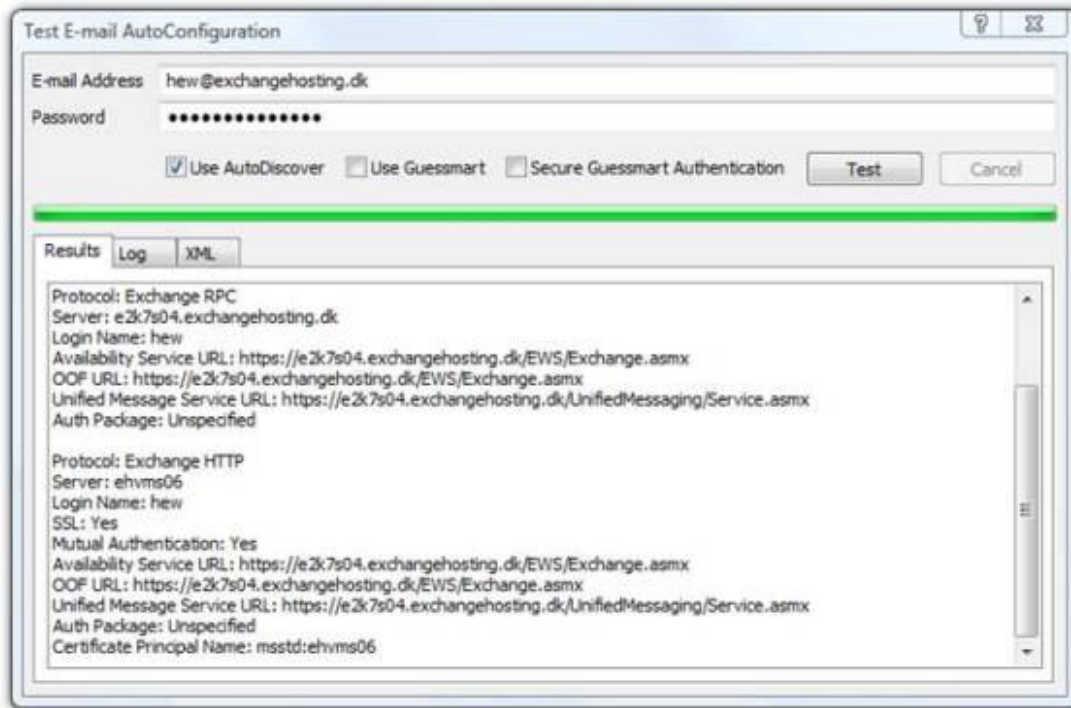 Test E-mail AutoConfiguration
E-mail Address hew@exchangehosting.dk
Password ••••••••••••••
Use AutoDiscover Use Guessmart Secure Guessmart Authentication Test Cancel
Results Log XML
Protocol: Exchange RPC
Server: e2k7s04.exchangehosting.dk
Login Name: hew
Availability Service URL: https://e2k7s04.exchangehosting.dk/EWS/Exchange.asmx
OOF URL: https://e2k7s04.exchangehosting.dk/EWS/Exchange.asmx
Unified Message Service URL: https://e2k7s04.exchangehosting.dk/UnifiedMessaging/Service.asmx
Auth Package: Unspecified
Protocol: Exchange HTTP
Server: ehvms06
Login Name: hew
SSL: Yes
Mutual Authentication: Yes
Availability Service URL: https://e2k7s04.exchangehosting.dk/EWS/Exchange.asmx
OOF URL: https://e2k7s04.exchangehosting.dk/EWS/Exchange.asmx
Unified Message Service URL: https://e2k7s04.exchangehosting.dk/UnifiedMessaging/Service.asmx
Auth Package: Unspecified
Certificate Principal Name: msstd:ehvms06